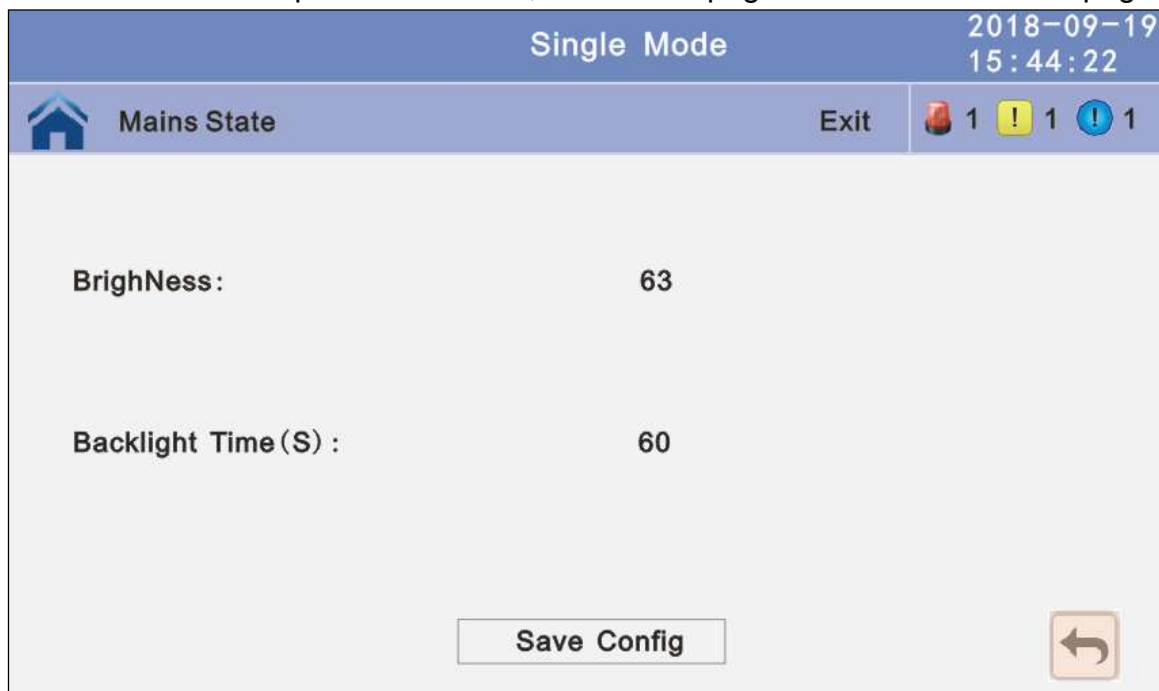 Single Mode
2018-09-19
15:44:22
Mains State
Exit
1
! 1
! 1
BrighNess:
63
Backlight Time(S):
60
Save Config